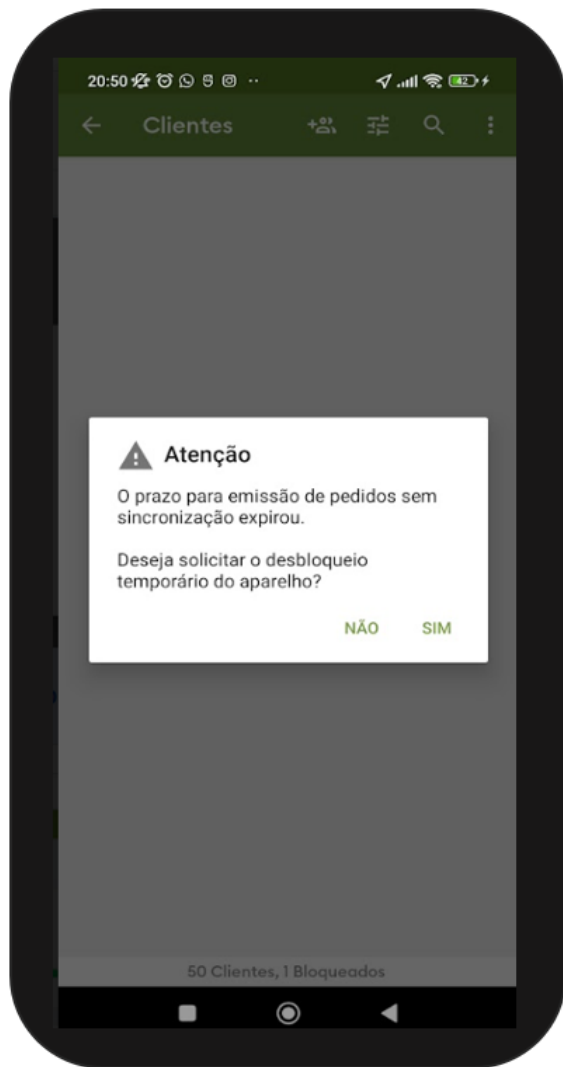 20:50
42
Clientes
Atenção
O prazo para emissão de pedidos sem
sincronização expirou.
Deseja solicitar o desbloqueio
temporário do aparelho?
NÃO SIM
50 Clientes, 1 Bloqueados